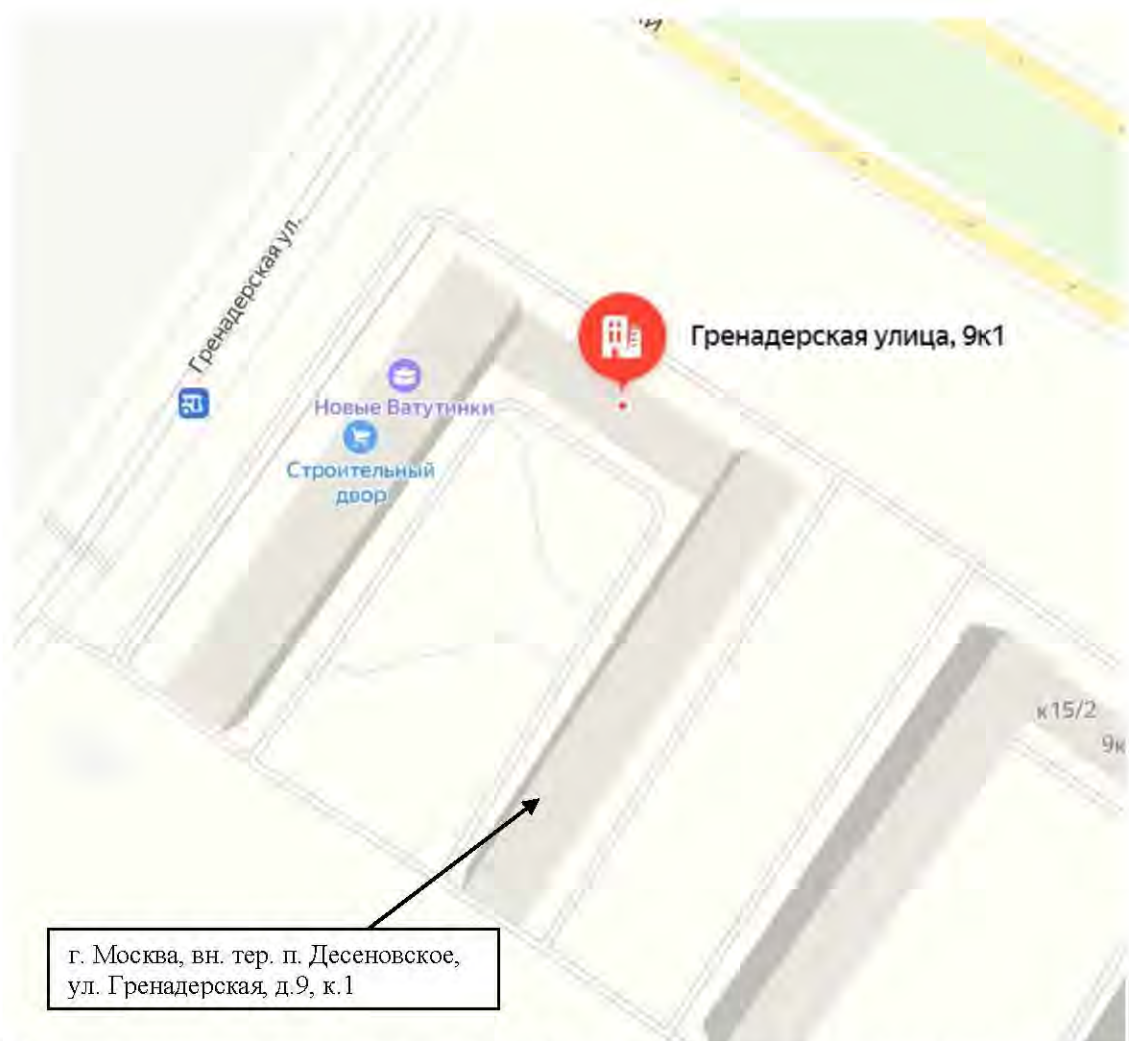 Гренадерская ул.
Гренадерская улица, 9к1
Новые Ватутинки
Строительный
двор
к15/2
9к
г. Москва, вн. тер. п. Десеновское,
ул. Гренадерская, д.9, к.1